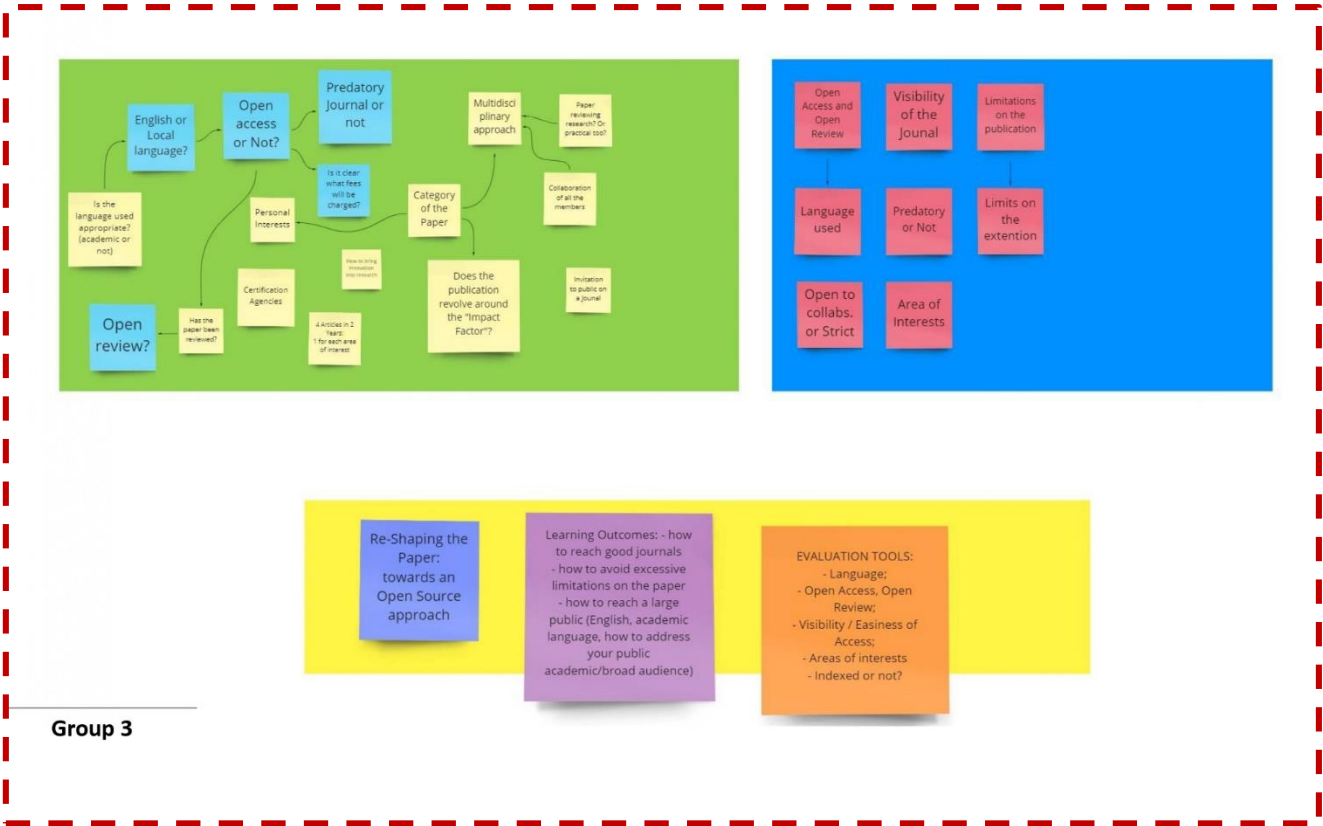 Predatory
Journal or
not
Open
access
or Not?
English or
Local
language?
Is it clear
what fees
will be
charged?
Is the
language used
appropriate?
(academic or
not)
Personal
Interests
Category
of the
Paper
Multidisci
plinary
approach
Paper
reviewing
research? Or
practical too?
Collaboration
of all the
members
How to bring
innovation
into research
Certification
Agencies
Does the
publication
revolve around
the "Impact
Factor"?
Invitation
to public on
a Jounal
Open
review?
Has the
paper been
reviewed?
4 Articles in 2
Years:
1 for each area
of interest
Open
Access and
Open
Review
Visibility
of the
Jounal
Limitations
on the
publication
Language
used
Predatory
or Not
Limits on
the
extention
Open to
collabs.
or Strict
Area of
Interests
Re-Shaping the
Paper:
towards an
Open Source
approach
Learning Outcomes: - how
to reach good journals
- how to avoid excessive
limitations on the paper
- how to reach a large
public (English, academic
language, how to address
your public
academic/broad audience)
EVALUATION TOOLS:
- Language;
- Open Access, Open
Review;
- Visibility / Easiness of
Access;
- Areas of interests
- Indexed or not?
Group 3